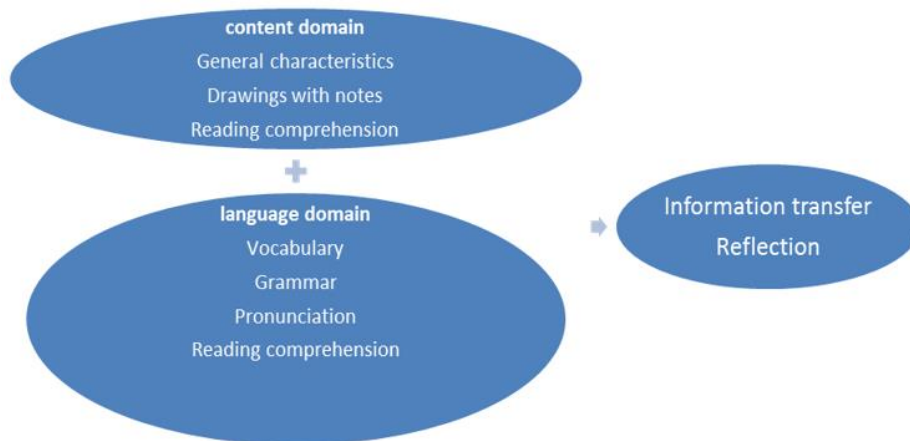 content domain
General characteristics
Drawings with notes
Reading comprehension
language domain
Vocabulary
Grammar
Pronunciation
Reading comprehension
Information transfer
Reflection